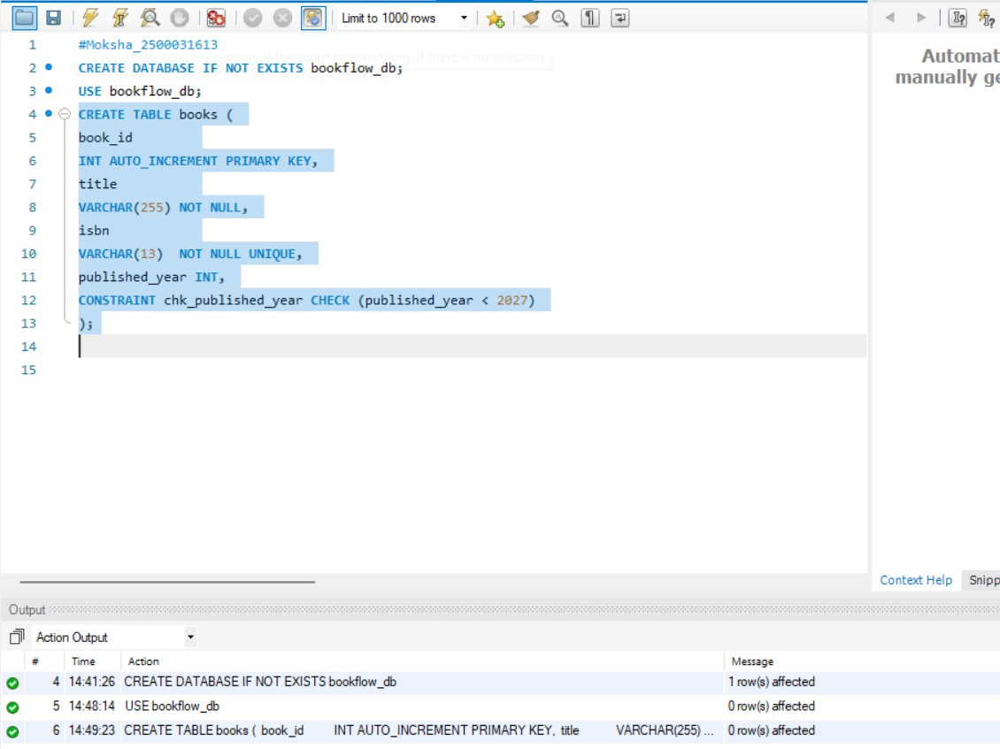 Limit to 1000 rows
1 #Moksha_2500031613
Execute the selected portion of the script or everything, if there is no selection
2 CREATE DATABASE IF NOT EXISTS bookflow_db;
3 USE bookflow_db;
4 CREATE TABLE books (
5 book_id
6 INT AUTO_INCREMENT PRIMARY KEY,
7 title
8 VARCHAR(255) NOT NULL,
9 isbn
10 VARCHAR(13)  NOT NULL UNIQUE,
11 published_year INT,
12 CONSTRAINT chk_published_year CHECK (published_year < 2027)
13 );
14
15
Automat
manually ge
Context Help Snipp
Output
Action Output
# Time Action Message
4 14:41:26 CREATE DATABASE IF NOT EXISTS bookflow_db 1 row(s) affected
5 14:48:14 USE bookflow_db 0 row(s) affected
6 14:49:23 CREATE TABLE books ( book_id INT AUTO_INCREMENT PRIMARY KEY, title VARCHAR(255) ... 0 row(s) affected